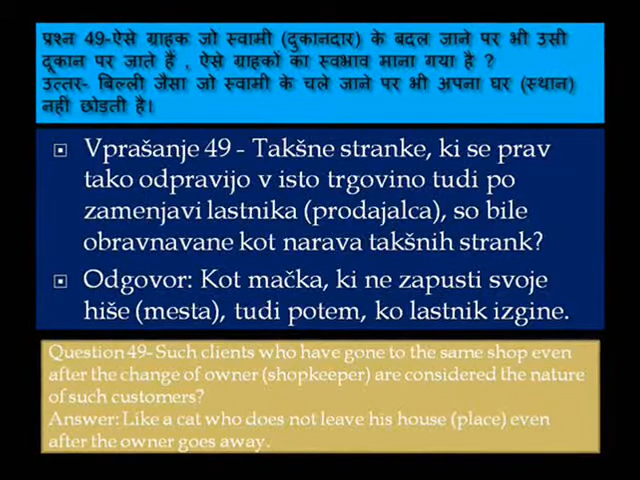 प्रश्न 49-ऐसे ग्राहक जो स्वामी (दुकानदार) के बदल जाने पर भी उसी
दूकान पर जाते हैं , ऐसे ग्राहकों का स्वभाव माना गया है ?
उत्तर- बिल्ली जैसा जो स्वामी के चले जाने पर भी अपना घर (स्थान)
नहीं छोड़ती है।
Vprašanje 49 - Takšne stranke, ki se prav
tako odpravijo v isto trgovino tudi po
zamenjavi lastnika (prodajalca), so bile
obravnavane kot narava takšnih strank?
Odgovor: Kot mačka, ki ne zapusti svoje
hiše (mesta), tudi potem, ko lastnik izgine.
Question 49- Such clients who have gone to the same shop even
after the change of owner (shopkeeper) are considered the nature
of such customers?
Answer: Like a cat who does not leave his house (place) even
after the owner goes away.